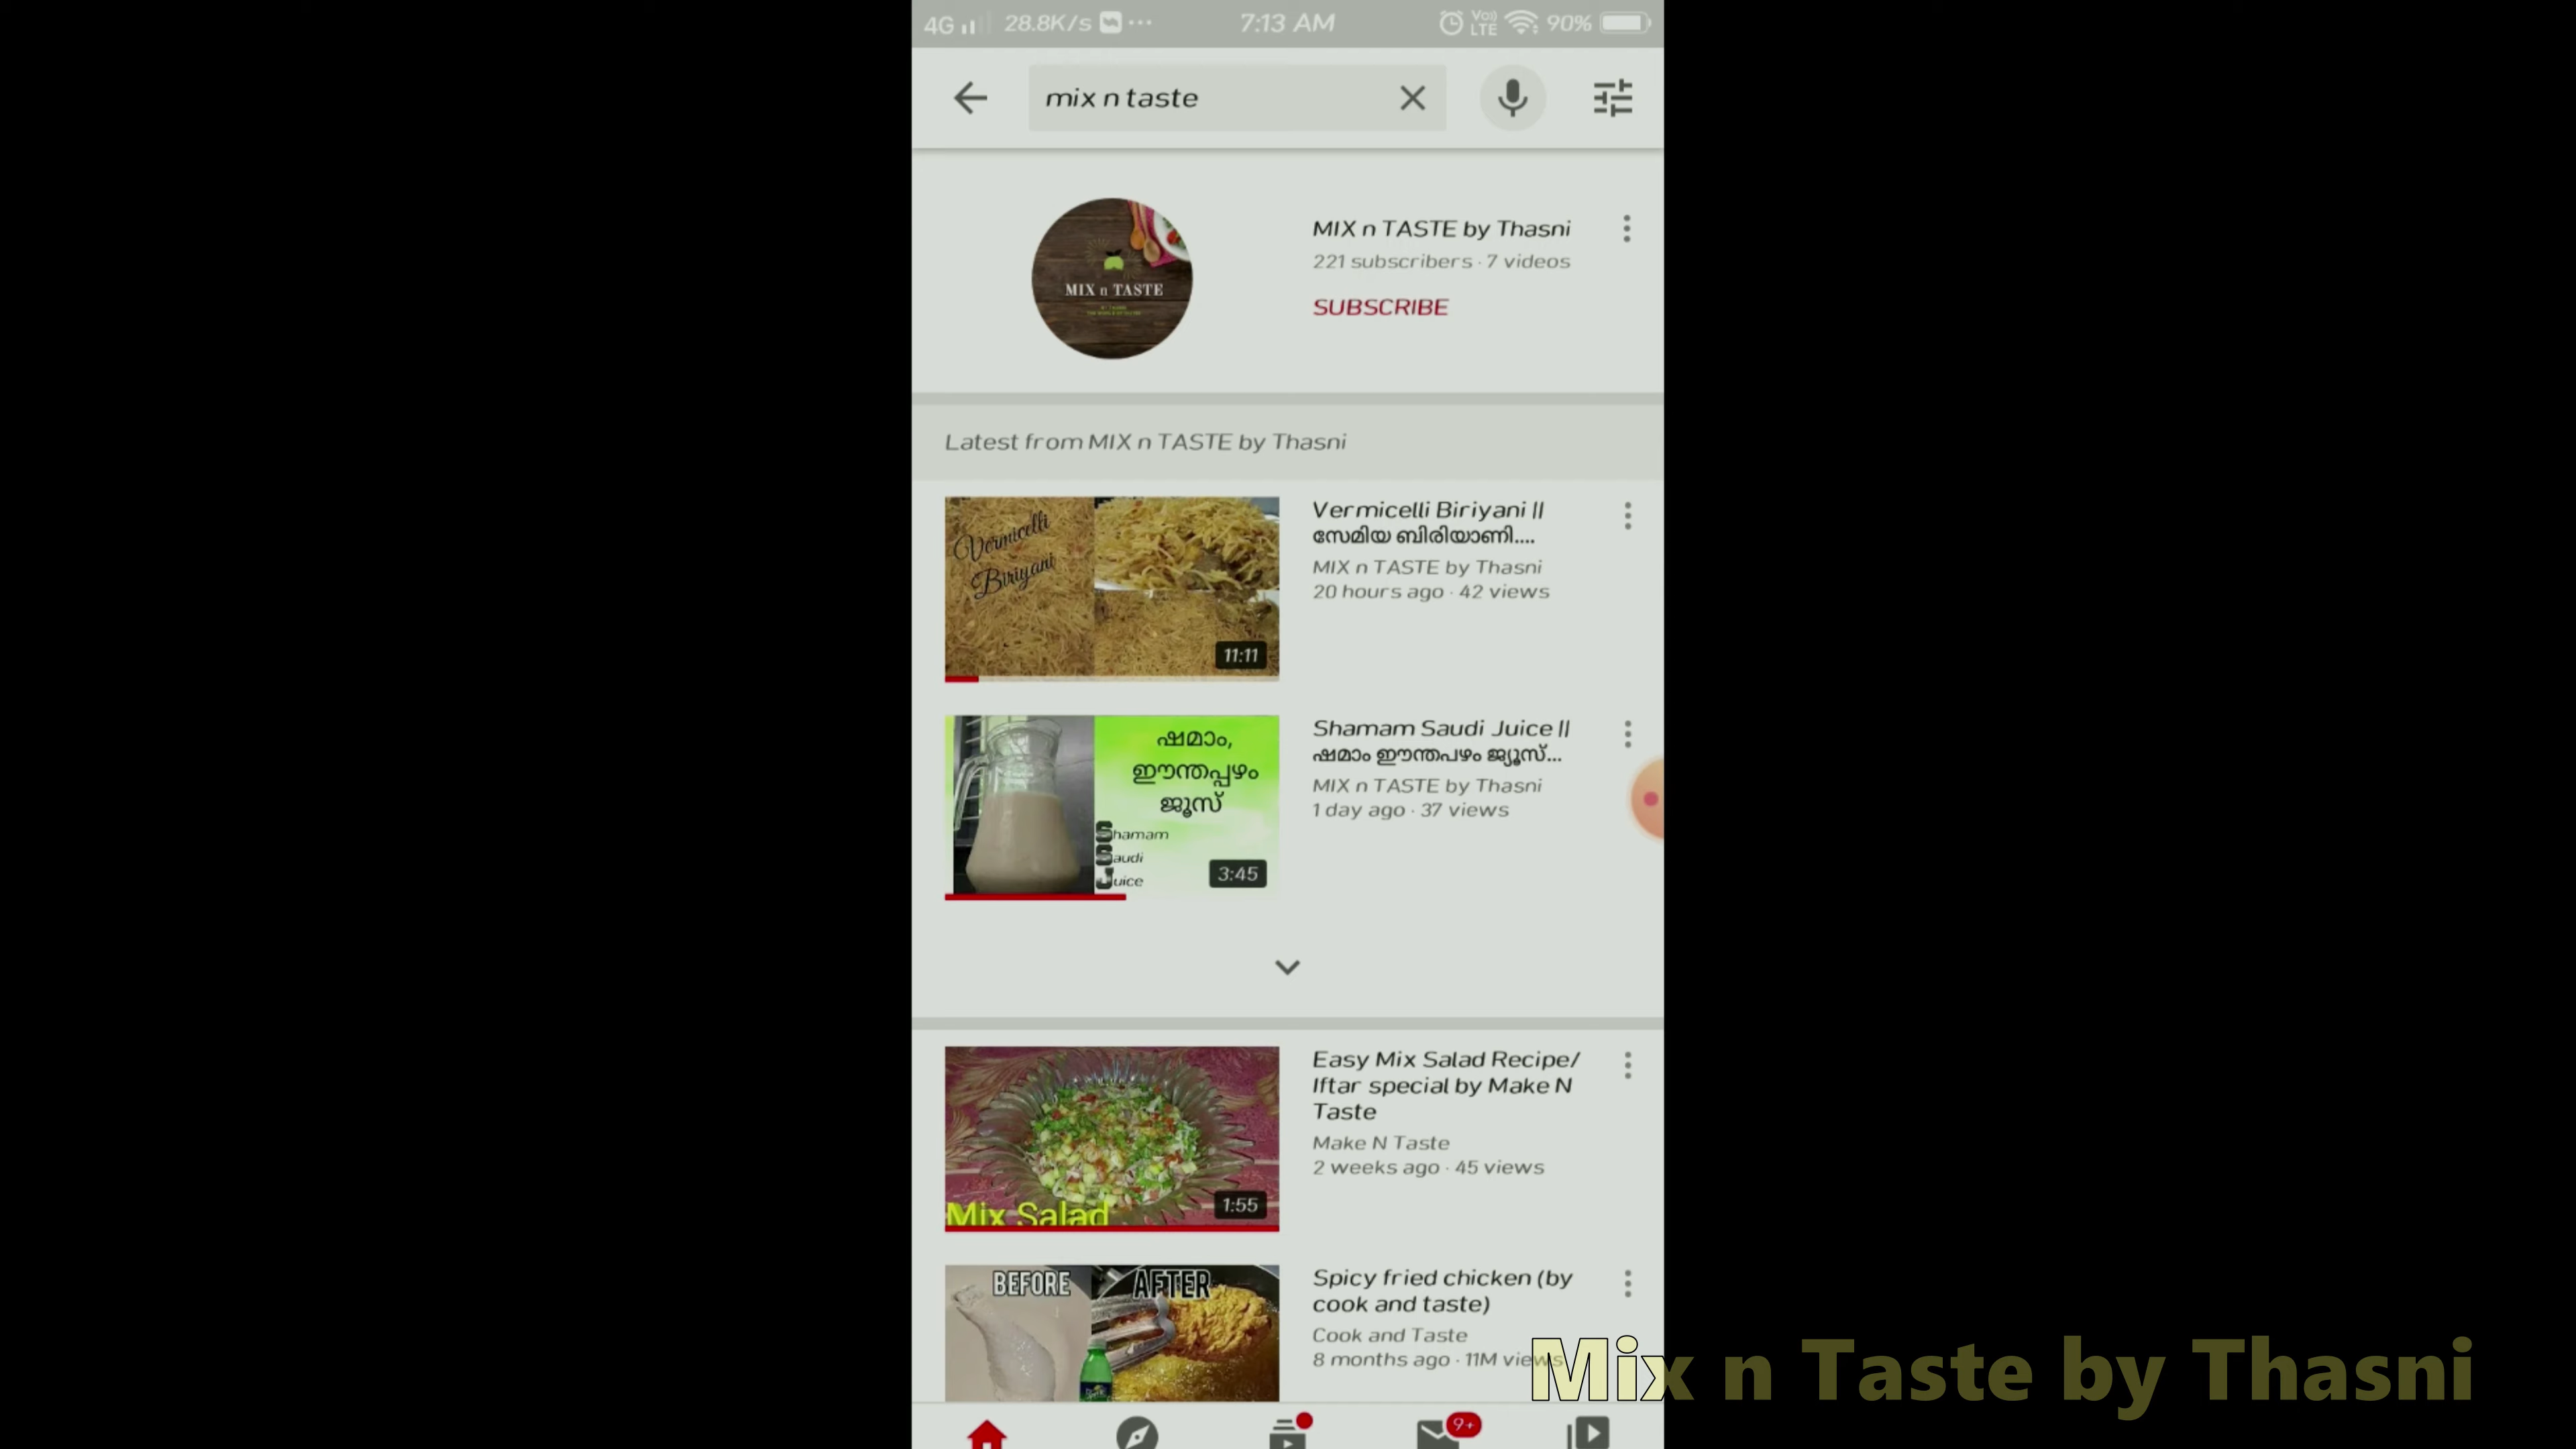 4G 28.8K/s 7:13 AM Vo) LTE 90%
mix n taste
MIX n TASTE by Thasni
221 subscribers · 7 videos
SUBSCRIBE
MIX n TASTE
Latest from MIX n TASTE by Thasni
Vermicelli
Biriyani
11:11
Vermicelli Biriyani ||
സേമിയ ബിരിയാണി....
MIX n TASTE by Thasni
20 hours ago · 42 views
ഷമാം,
ഈന്തപ്പഴം
ജൂസ്
Shamam
Saudi
Juice
3:45
Shamam Saudi Juice ||
ഷമാം ഈന്തപഴം ജ്യൂസ്...
MIX n TASTE by Thasni
1 day ago · 37 views
Mix Salad
1:55
Easy Mix Salad Recipe/
Iftar special by Make N
Taste
Make N Taste
2 weeks ago · 45 views
BEFORE AFTER
Spicy fried chicken (by
cook and taste)
Cook and Taste
8 months ago · 11M views
Mix n Taste by Thasni
9+